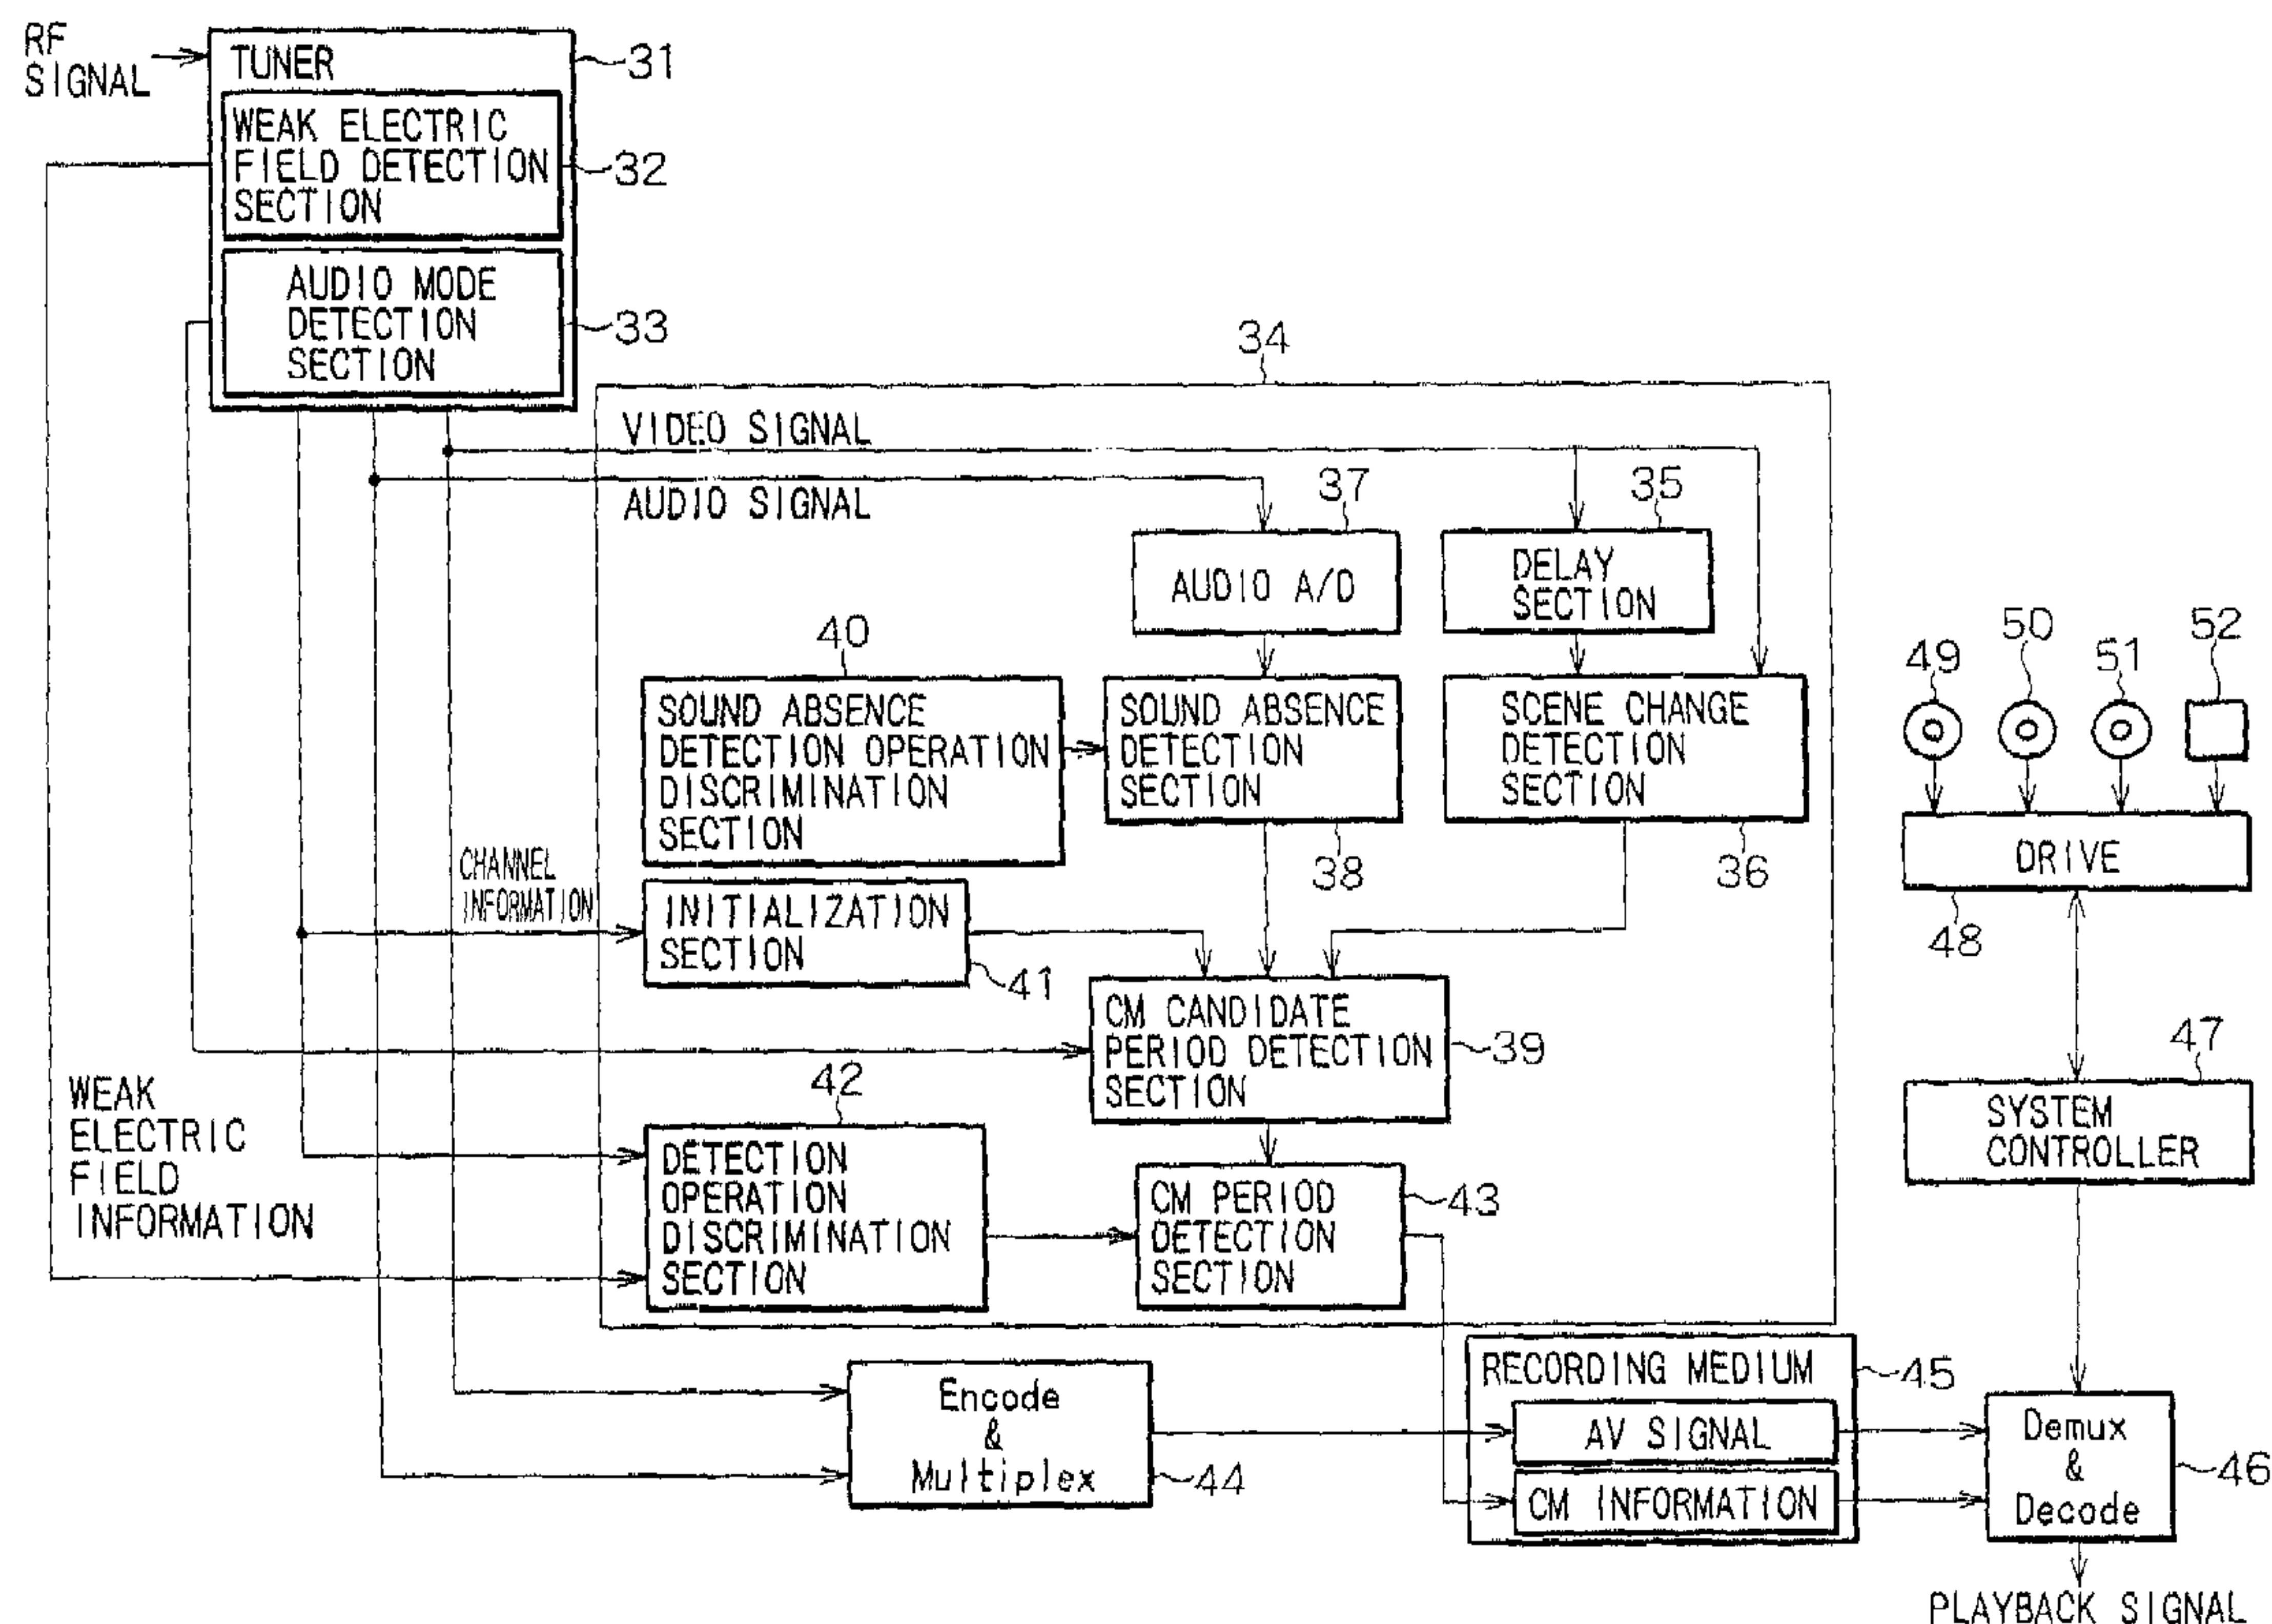 RF
SIGNAL
TUNER
31
WEAK ELECTRIC
FIELD DETECTION
SECTION
32
AUDIO MODE
DETECTION
SECTION
33
34
VIDEO SIGNAL
AUDIO SIGNAL
37
35
AUDIO A/D
DELAY
SECTION
40
SOUND ABSENCE
DETECTION OPERATION
DISCRIMINATION
SECTION
SOUND ABSENCE
DETECTION
SECTION
38
SCENE CHANGE
DETECTION
SECTION
36
49
50
51
52
DRIVE
48
CHANNEL
INFORMATION
INITIALIZATION
SECTION
41
CM CANDIDATE
PERIOD DETECTION
SECTION
39
47
SYSTEM
CONTROLLER
WEAK
ELECTRIC
FIELD
INFORMATION
42
DETECTION
OPERATION
DISCRIMINATION
SECTION
CM PERIOD
DETECTION
SECTION
43
Encode
&
Multiplex
44
RECORDING MEDIUM
45
AV SIGNAL
CM INFORMATION
Demux
&
Decode
46
PLAYBACK SIGNAL